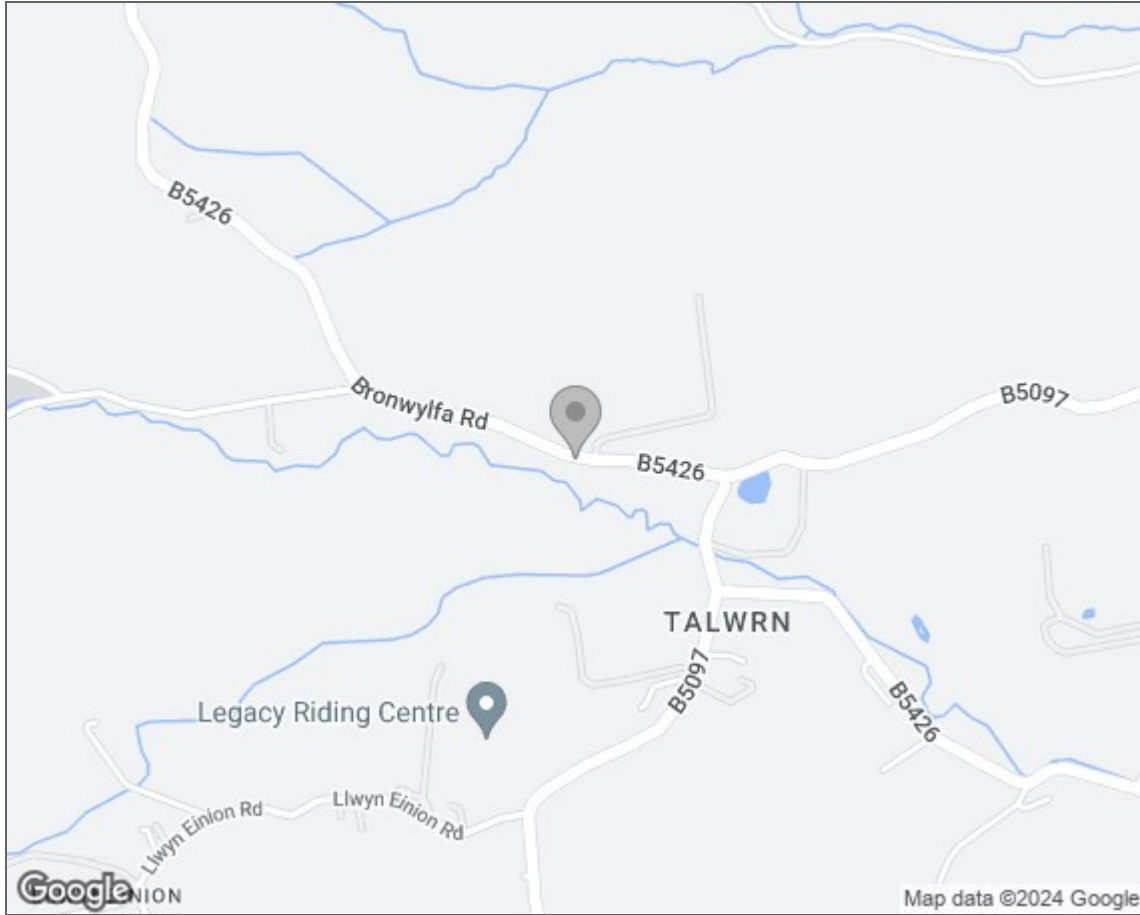 B5426
Bronwylfa Rd
B5097
B5426
TALWRN
B5097
B5426
Legacy Riding Centre
Llwyn Einion Rd
Llwyn Einion Rd
Google
Map data ©2024 Google